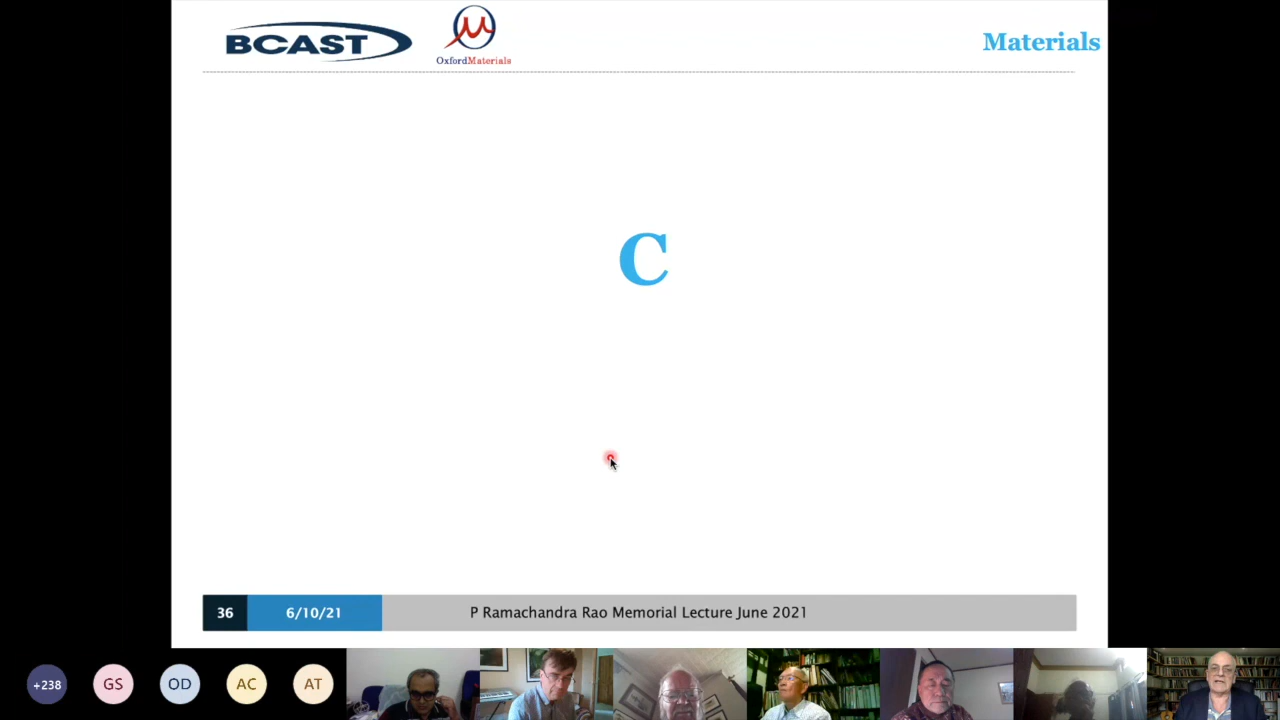 BCAST
OxfordMaterials
Materials
C
36 6/10/21 P Ramachandra Rao Memorial Lecture June 2021
+238 GS OD AC AT